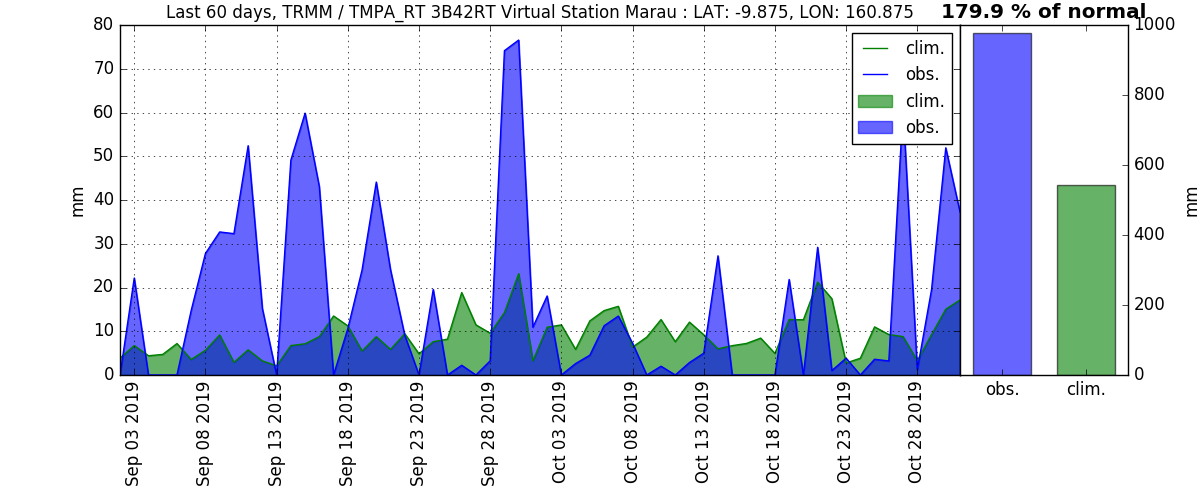 Last 60 days, TRMM / TMPA_RT 3B42RT Virtual Station Marau : LAT: -9.875, LON: 160.875
179.9 % of normal
80
70
60
50
40
30
20
10
0
mm
clim.
obs.
clim.
obs.
Sep 03 2019
Sep 08 2019
Sep 13 2019
Sep 18 2019
Sep 23 2019
Sep 28 2019
Oct 03 2019
Oct 08 2019
Oct 13 2019
Oct 18 2019
Oct 23 2019
Oct 28 2019
1000
800
600
400
200
0
mm
obs.
clim.